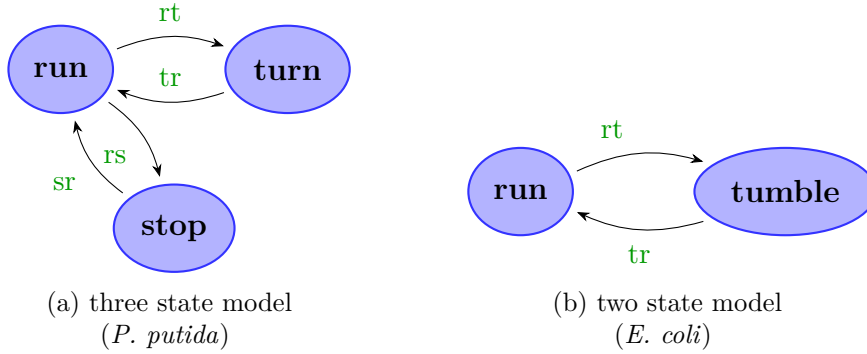 rt
run
turn
tr
rs
sr
stop
(a) three state model
(P. putida)
rt
run
tumble
tr
(b) two state model
(E. coli)